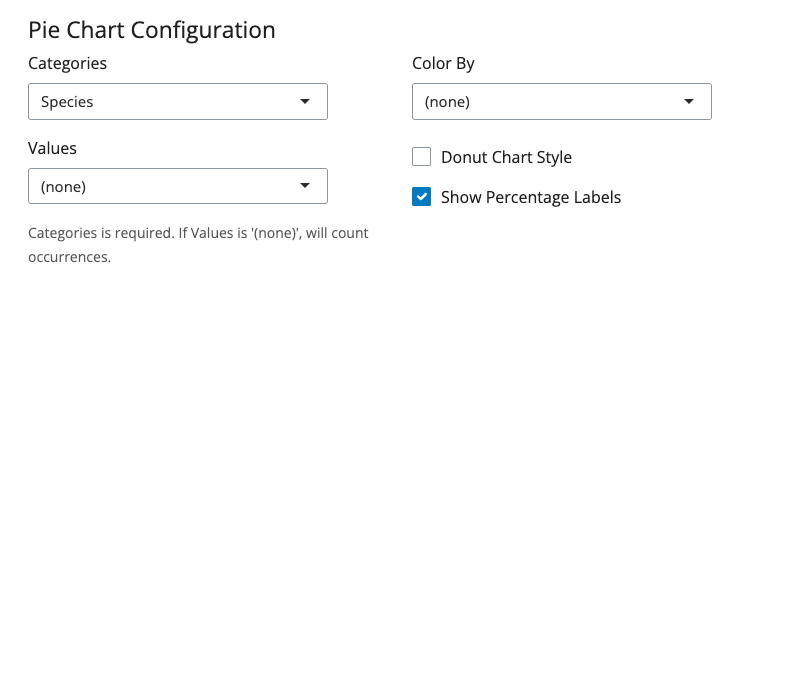 Pie Chart Configuration
Categories
Species
Values
(none)
Categories is required. If Values is '(none)', will count
occurrences.
Color By
(none)
Donut Chart Style
Show Percentage Labels